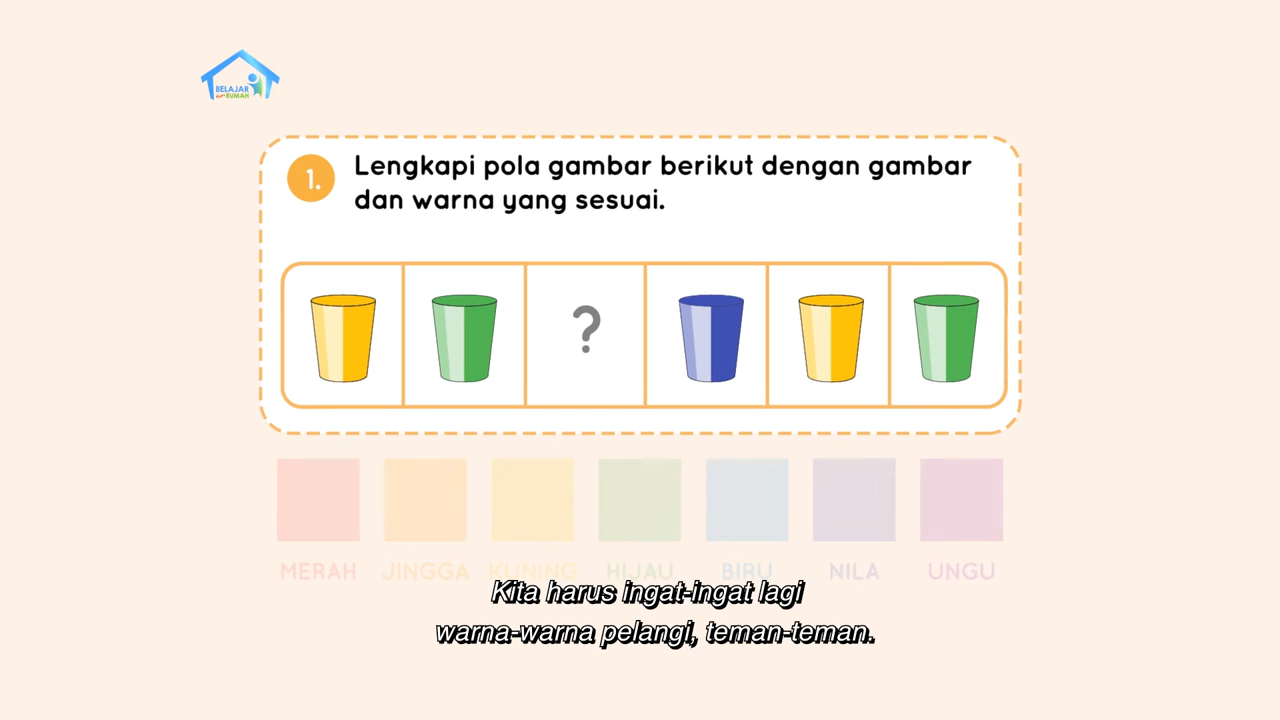 BELAJAR
dari RUMAH
1.
Lengkapi pola gambar berikut dengan gambar
dan warna yang sesuai.
?
MERAH JINGGA KUNING HIJAU BIRU NILA UNGU
Kita harus ingat-ingat lagi
warna-warna pelangi, teman-teman.